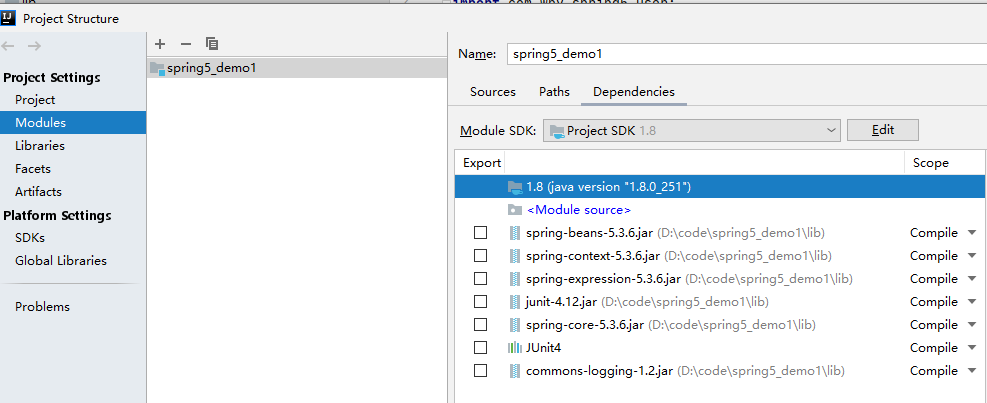 Project Structure
Project Settings
Project
Modules
Libraries
Facets
Artifacts
Platform Settings
SDKs
Global Libraries
Problems
spring5_demo1
Name: spring5_demo1
Sources Paths Dependencies
Module SDK: Project SDK 1.8 Edit
Export Scope
1.8 (java version "1.8.0_251")
<Module source>
spring-beans-5.3.6.jar (D:\code\spring5_demo1\lib) Compile
spring-context-5.3.6.jar (D:\code\spring5_demo1\lib) Compile
spring-expression-5.3.6.jar (D:\code\spring5_demo1\lib) Compile
junit-4.12.jar (D:\code\spring5_demo1\lib) Compile
spring-core-5.3.6.jar (D:\code\spring5_demo1\lib) Compile
JUnit4 Compile
commons-logging-1.2.jar (D:\code\spring5_demo1\lib) Compile